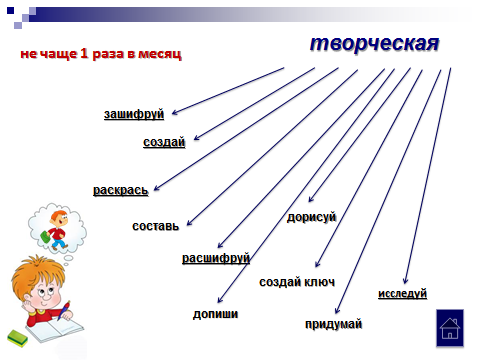 творческая
не чаще 1 раза в месяц
зашифруй
создай
раскрась
составь
дорисуй
расшифруй
создай ключ
исследуй
допиши
придумай